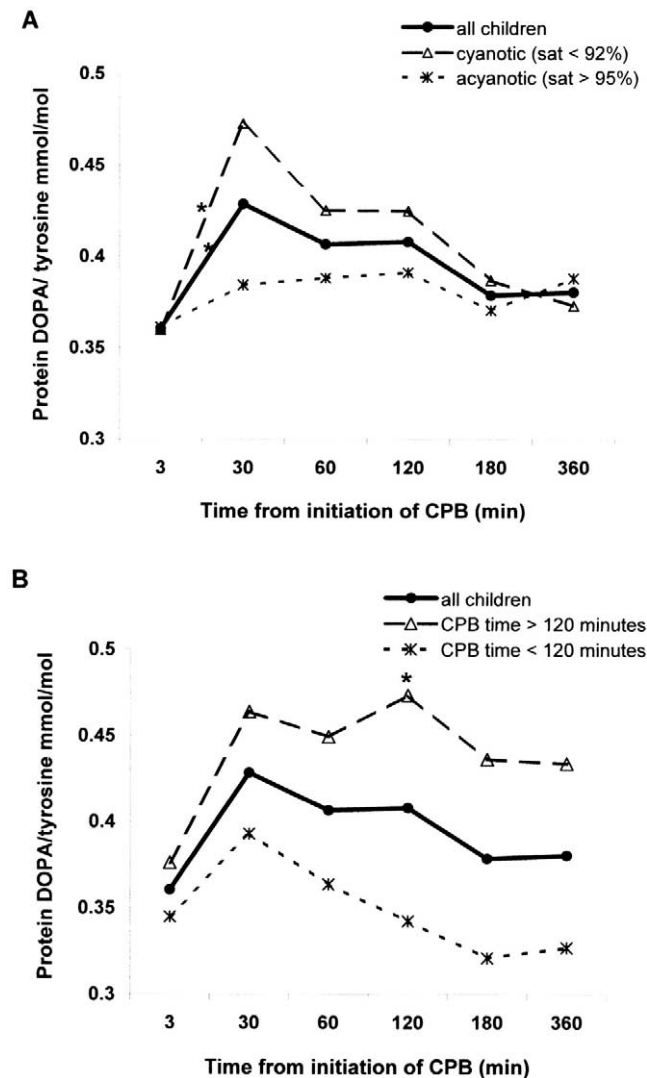 A
all children
cyanotic (sat < 92%)
acyanotic (sat > 95%)
Protein DOPA/ tyrosine mmol/mol
0.5
0.45
0.4
0.35
0.3
*
*
3 30 60 120 180 360
Time from initiation of CPB (min)
B
all children
CPB time > 120 minutes
CPB time < 120 minutes
Protein DOPA/tyrosine mmol/mol
0.5
0.45
0.4
0.35
0.3
*
3 30 60 120 180 360
Time from initiation of CPB (min)